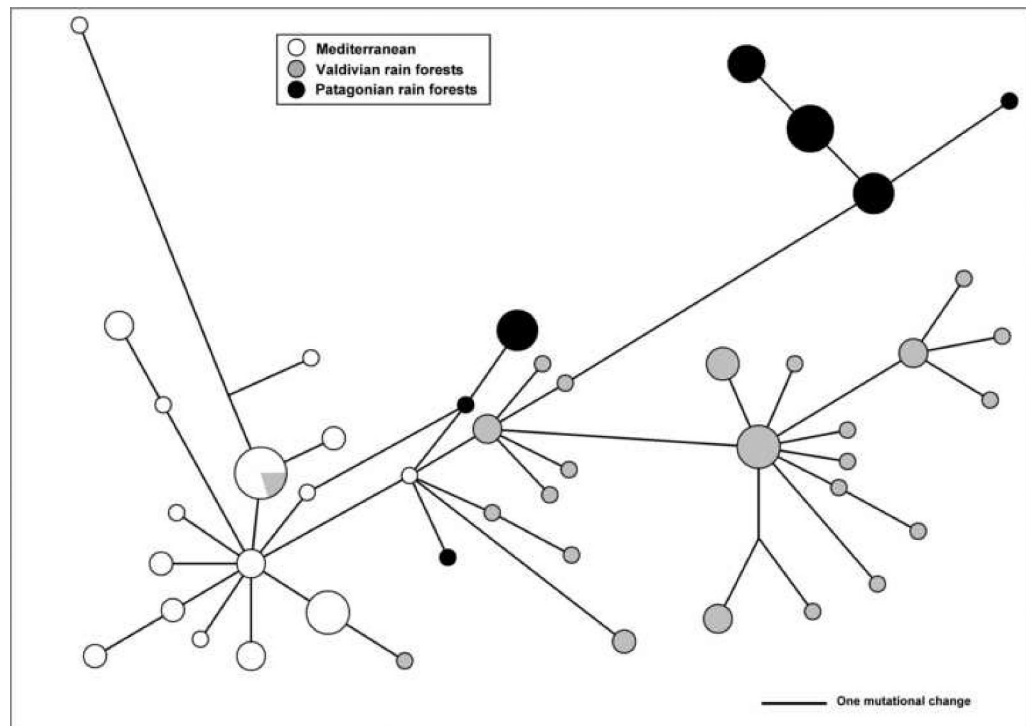 Mediterranean
Valdivian rain forests
Patagonian rain forests
One mutational change